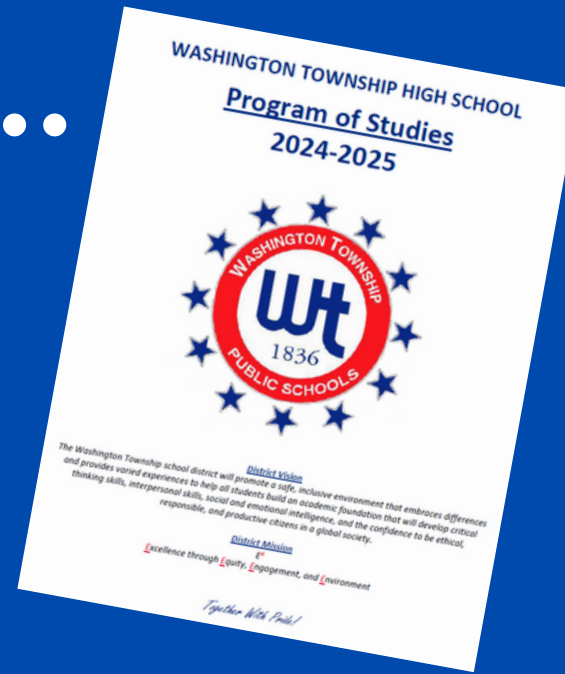 WASHINGTON TOWNSHIP HIGH SCHOOL
Program of Studies
2024-2025
WASHINGTON TOWNSHIP
wt
1836
PUBLIC SCHOOLS
District Vision
The Washington Township school district will promote a safe, inclusive environment that embraces differences
and provides varied experiences to help all students build an academic foundation that will develop critical
thinking skills, interpersonal skills, social and emotional intelligence, and the confidence to be ethical,
responsible, and productive citizens in a global society.
District Mission
E⁴
Excellence through Equity, Engagement, and Environment
Together With Pride!